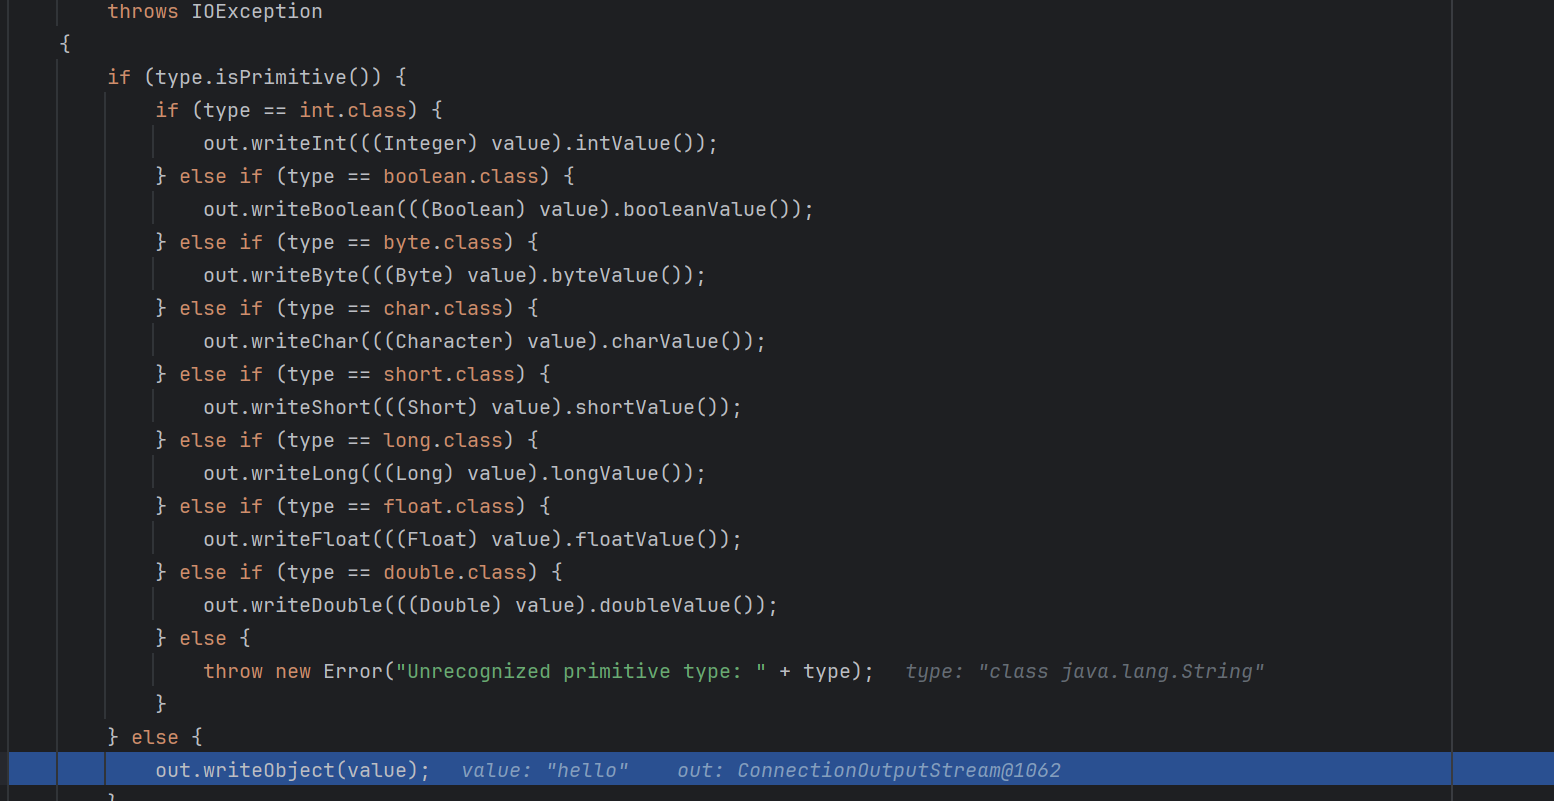 throws IOException
{
if (type.isPrimitive()) {
if (type == int.class) {
out.writeInt(((Integer) value).intValue());
} else if (type == boolean.class) {
out.writeBoolean(((Boolean) value).booleanValue());
} else if (type == byte.class) {
out.writeByte(((Byte) value).byteValue());
} else if (type == char.class) {
out.writeChar(((Character) value).charValue());
} else if (type == short.class) {
out.writeShort(((Short) value).shortValue());
} else if (type == long.class) {
out.writeLong(((Long) value).longValue());
} else if (type == float.class) {
out.writeFloat(((Float) value).floatValue());
} else if (type == double.class) {
out.writeDouble(((Double) value).doubleValue());
} else {
throw new Error("Unrecognized primitive type: " + type); type: "class java.lang.String"
}
} else {
out.writeObject(value); value: "hello" out: ConnectionOutputStream@1062
}